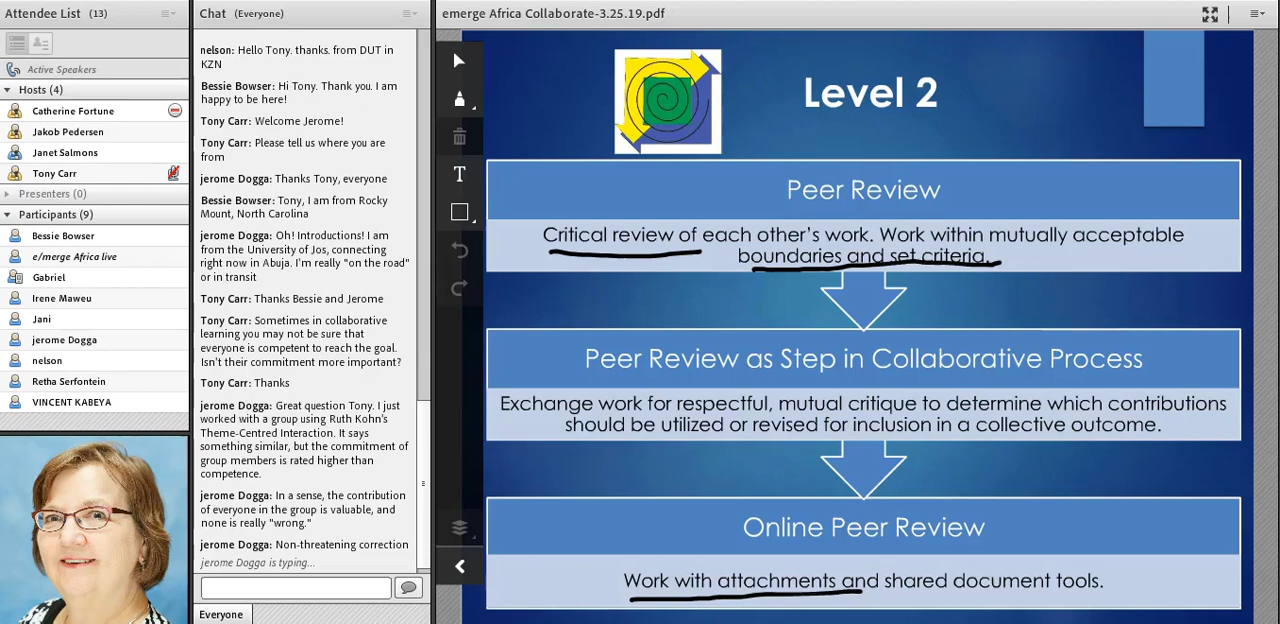 Attendee List (13)
Active Speakers
Hosts (4)
Catherine Fortune
Jakob Pedersen
Janet Salmons
Tony Carr
Presenters (0)
Participants (9)
Bessie Bowser
e/merge Africa live
Gabriel
Irene Maweu
Jani
jerome Dogga
nelson
Retha Serfontein
VINCENT KABEYA
Chat (Everyone)
nelson: Hello Tony. thanks. from DUT in
KZN
Bessie Bowser: Hi Tony. Thank you. I am
happy to be here!
Tony Carr: Welcome Jerome!
Tony Carr: Please tell us where you are
from
jerome Dogga: Thanks Tony, everyone
Bessie Bowser: Tony, I am from Rocky
Mount, North Carolina
jerome Dogga: Oh! Introductions! I am
from the University of Jos, connecting
right now in Abuja. I'm really "on the road"
or in transit
Tony Carr: Thanks Bessie and Jerome
Tony Carr: Sometimes in collaborative
learning you may not be sure that
everyone is competent to reach the goal.
Isn't their commitment more important?
Tony Carr: Thanks
jerome Dogga: Great question Tony. I just
worked with a group using Ruth Kohn's
Theme-Centred Interaction. It says
something similar, but the commitment of
group members is rated higher than
competence.
jerome Dogga: In a sense, the contribution
of everyone in the group is valuable, and
none is really "wrong."
jerome Dogga: Non-threatening correction
jerome Dogga is typing...
Everyone
emerge Africa Collaborate-3.25.19.pdf
T
Level 2
Peer Review
Critical review of each other's work. Work within mutually acceptable
boundaries and set criteria.
Peer Review as Step in Collaborative Process
Exchange work for respectful, mutual critique to determine which contributions
should be utilized or revised for inclusion in a collective outcome.
Online Peer Review
Work with attachments and shared document tools.